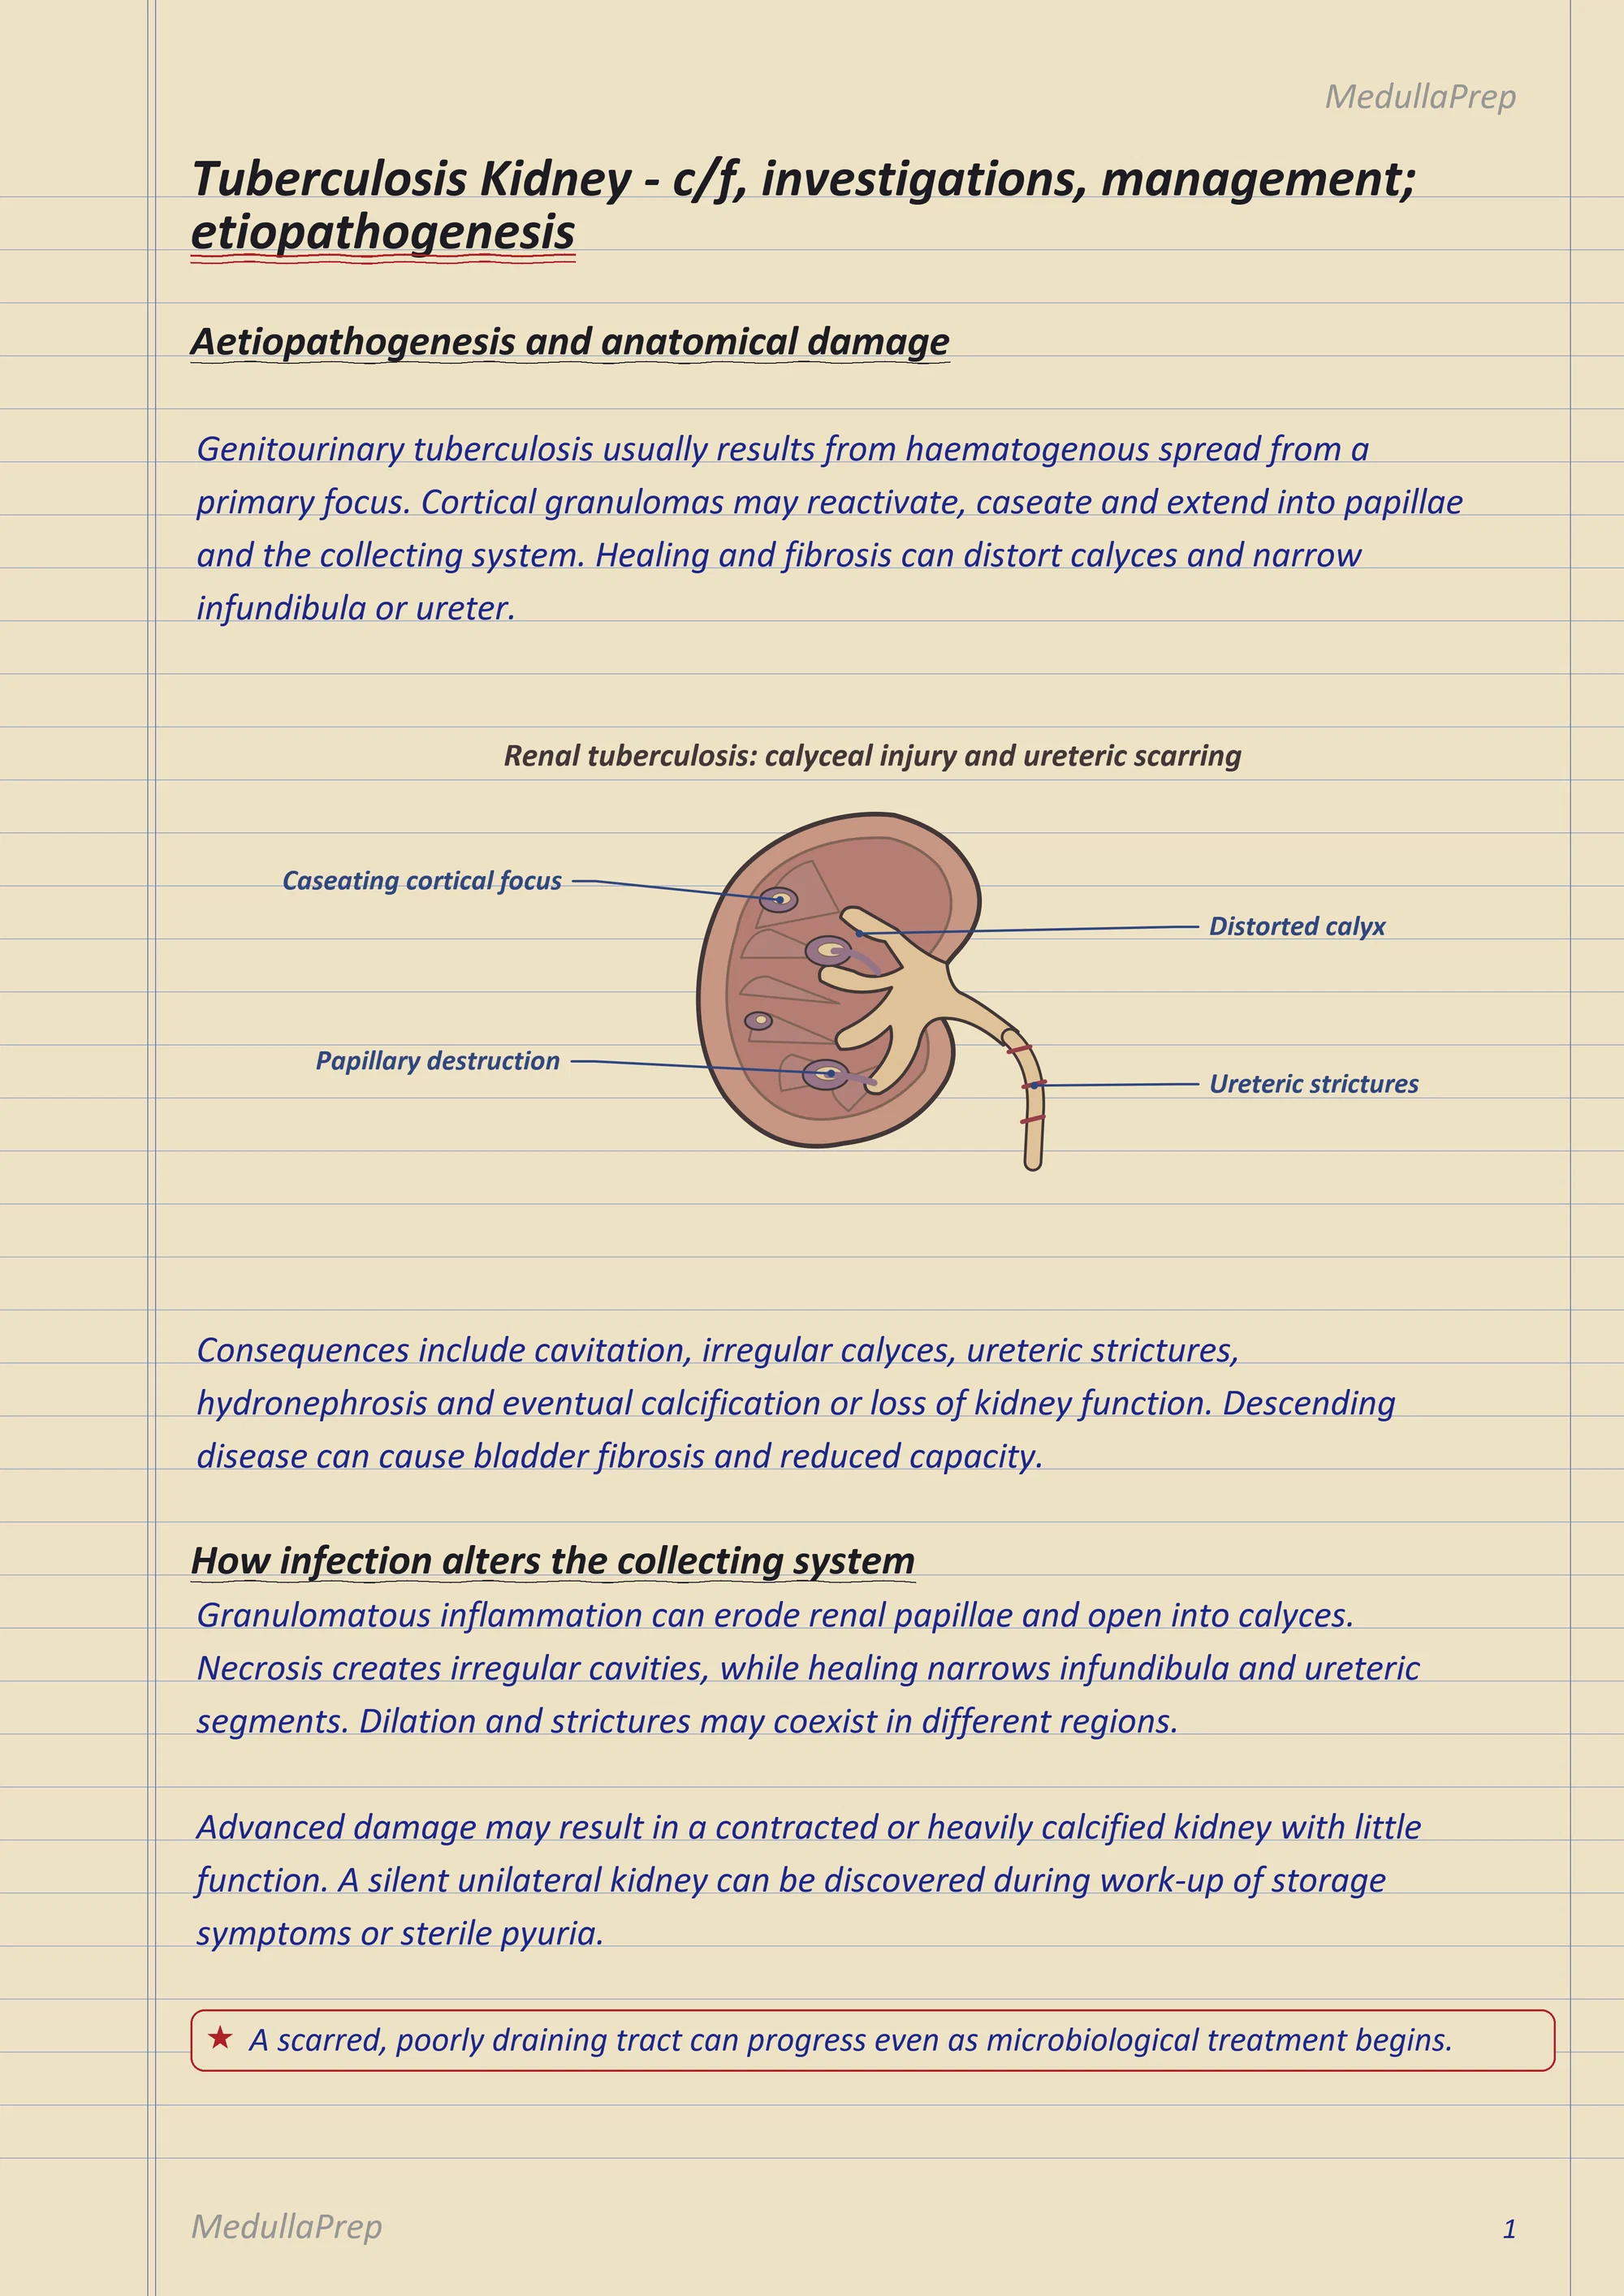 MedullaPrep
Tuberculosis Kidney - c/f, investigations, management;
etiopathogenesis
Aetiopathogenesis and anatomical damage
Genitourinary tuberculosis usually results from haematogenous spread from a
primary focus. Cortical granulomas may reactivate, caseate and extend into papillae
and the collecting system. Healing and fibrosis can distort calyces and narrow
infundibula or ureter.
Renal tuberculosis: calyceal injury and ureteric scarring
Caseating cortical focus
Distorted calyx
Papillary destruction
Ureteric strictures
Consequences include cavitation, irregular calyces, ureteric strictures,
hydronephrosis and eventual calcification or loss of kidney function. Descending
disease can cause bladder fibrosis and reduced capacity.
How infection alters the collecting system
Granulomatous inflammation can erode renal papillae and open into calyces.
Necrosis creates irregular cavities, while healing narrows infundibula and ureteric
segments. Dilation and strictures may coexist in different regions.
Advanced damage may result in a contracted or heavily calcified kidney with little
function. A silent unilateral kidney can be discovered during work-up of storage
symptoms or sterile pyuria.
★ A scarred, poorly draining tract can progress even as microbiological treatment begins.
MedullaPrep
1